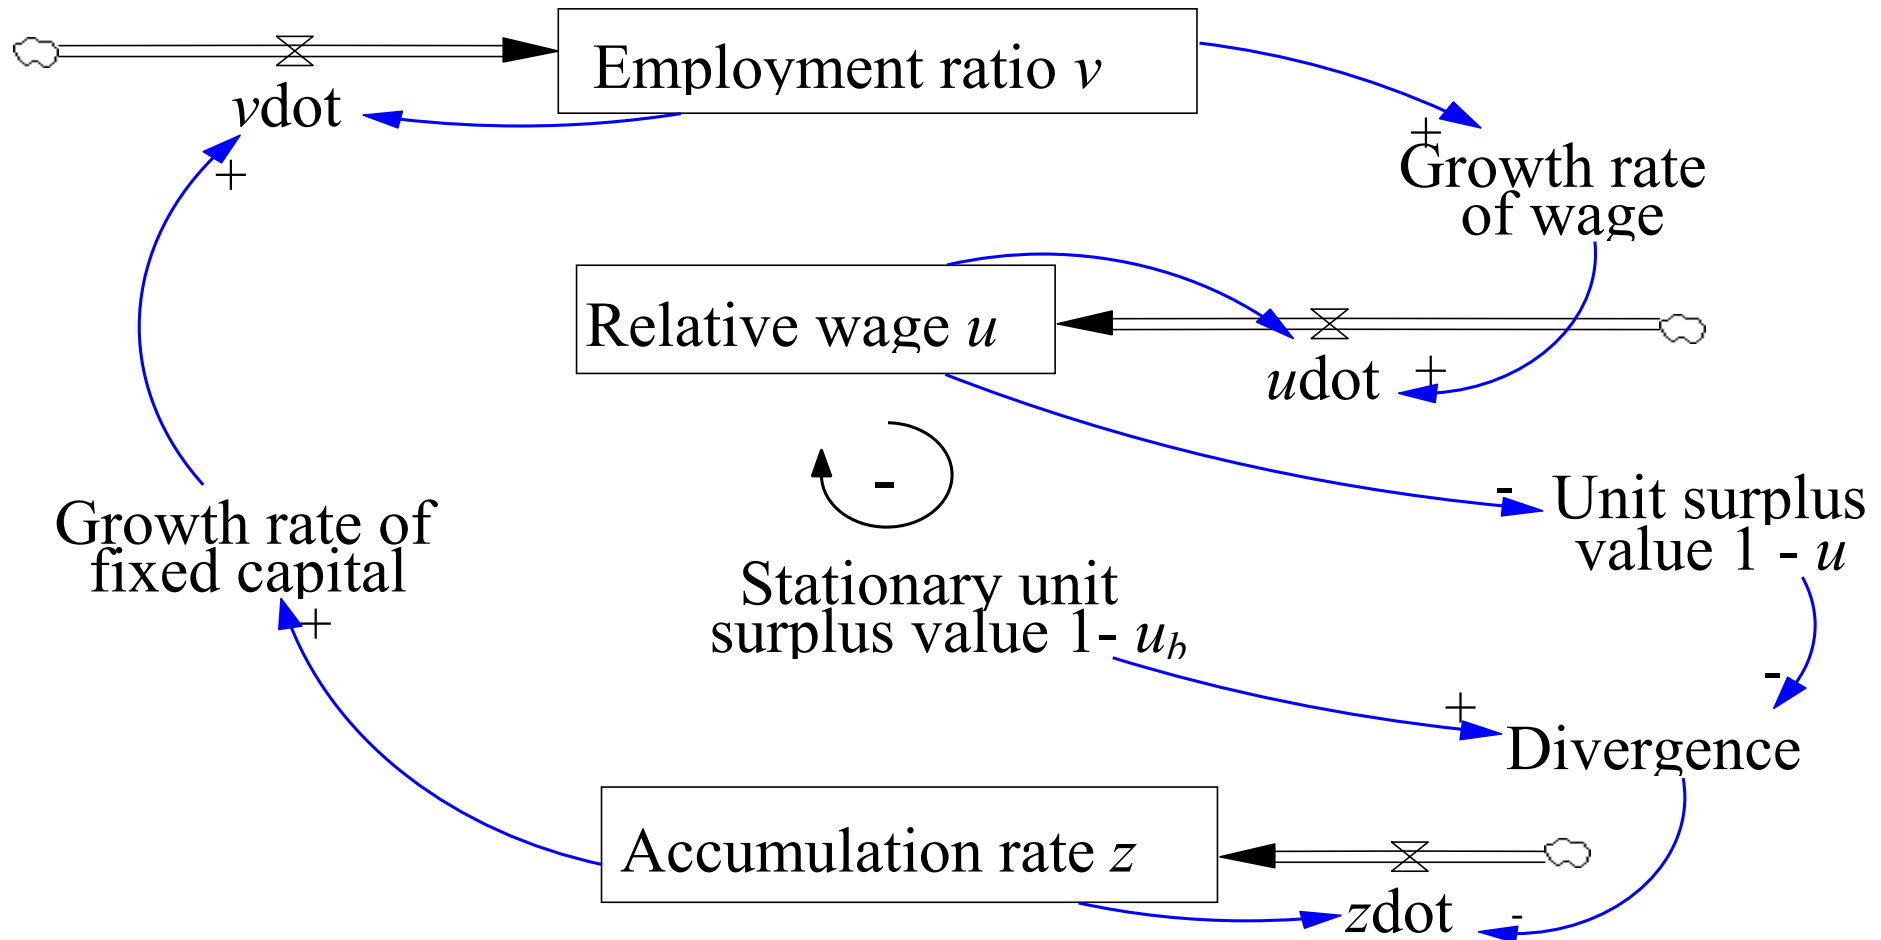 Employment ratio v
vdot
+
+
Growth rate
of wage
Relative wage u
udot
+
-
-
Unit surplus
value 1 - u
Growth rate of
fixed capital
+
Stationary unit
surplus value 1- u_b
-
+
Divergence
Accumulation rate z
zdot
-